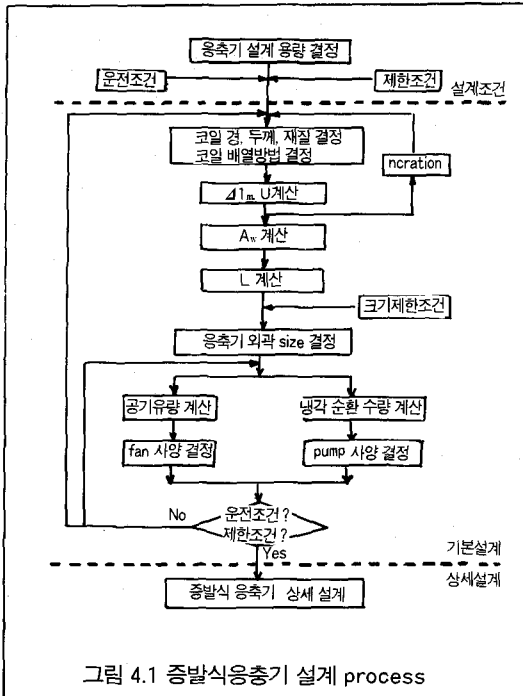 응축기 설계 용량 결정
운전조건
제한조건
설계조건
코일 경, 두께, 재질 결정
코일 배열방법 결정
ncration
⊿1m U계산
Aw 계산
L 계산
크기제한조건
응축기 외곽 size 결정
공기유량 계산
냉각 순환 수량 계산
fan 사양 결정
pump 사양 결정
No
운전조건?
제한조건?
Yes
기본설계
상세설계
증발식 응축기 상세 설계
그림 4.1 증발식응충기 설계 process